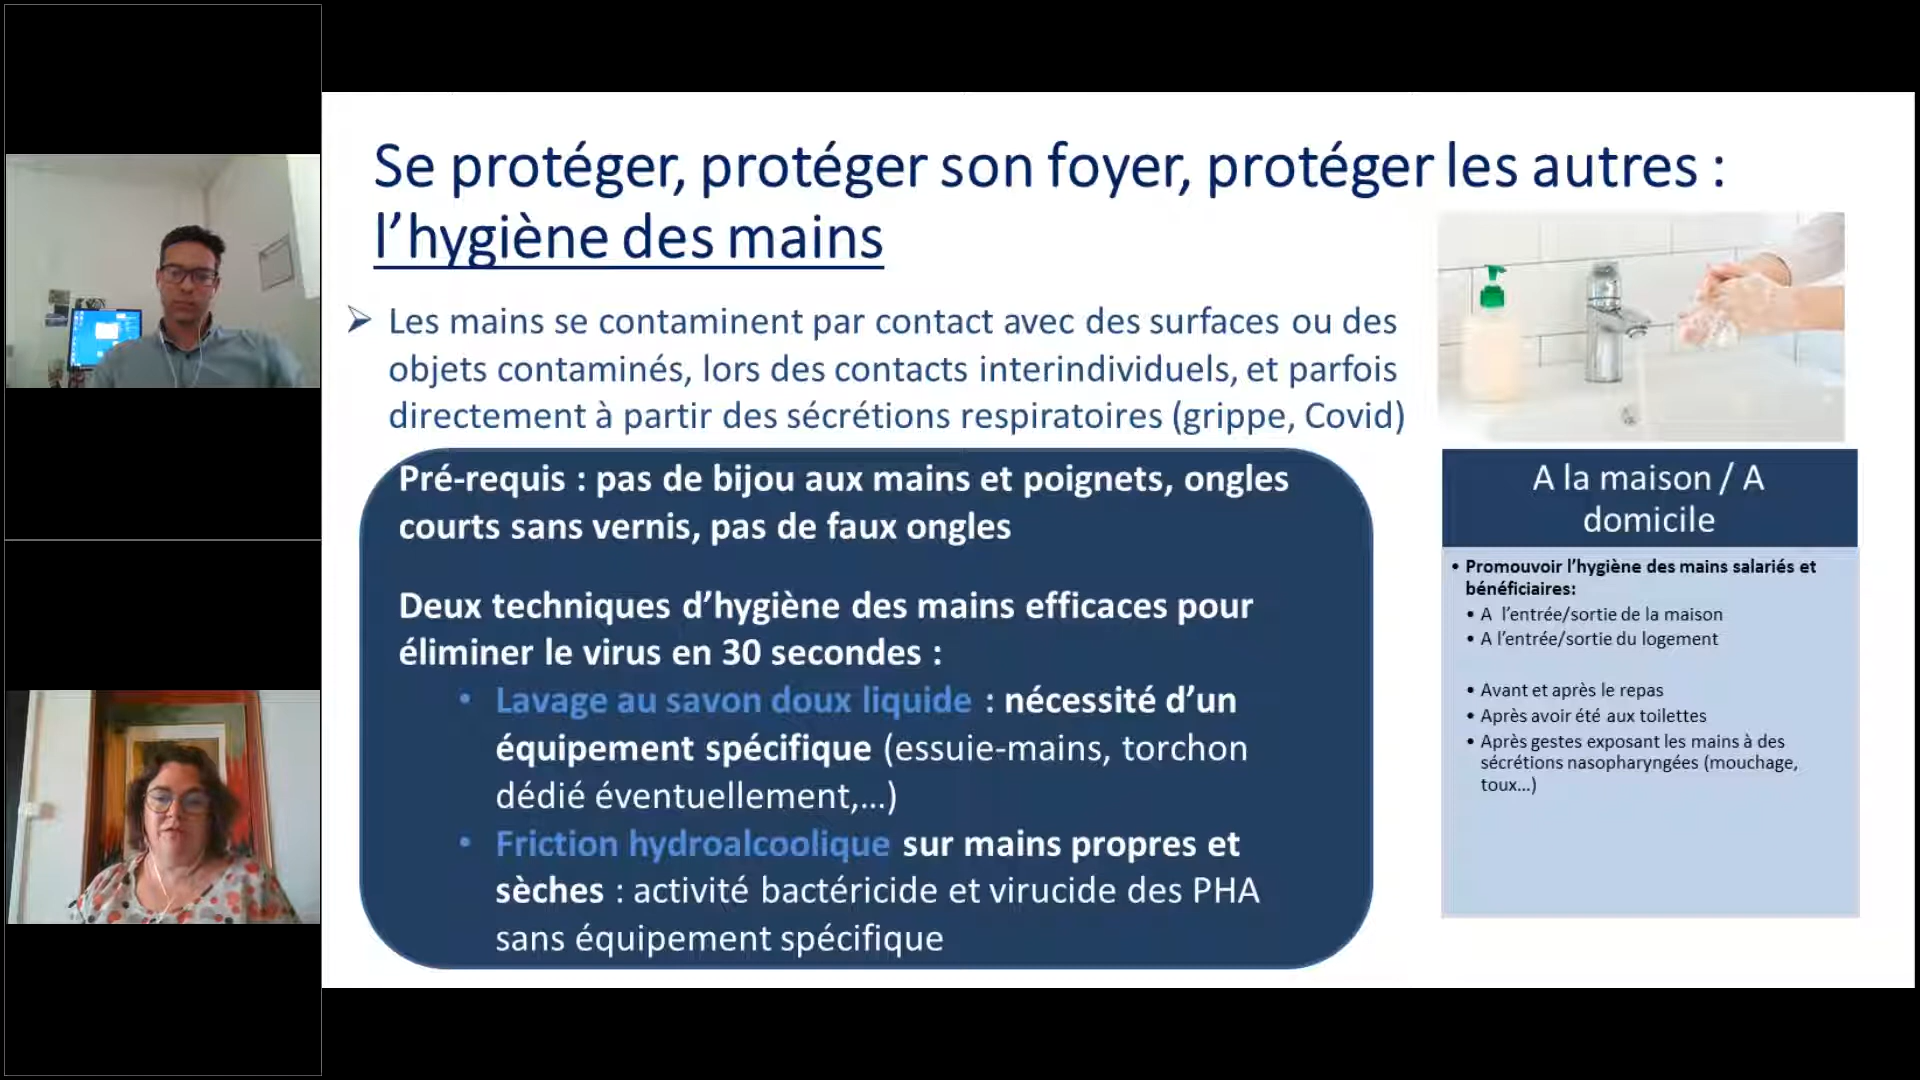 Se protéger, protéger son foyer, protéger les autres :
l’hygiène des mains
➢ Les mains se contaminent par contact avec des surfaces ou des
objets contaminés, lors des contacts interindividuels, et parfois
directement à partir des sécrétions respiratoires (grippe, Covid)
Pré-requis : pas de bijou aux mains et poignets, ongles
courts sans vernis, pas de faux ongles
Deux techniques d’hygiène des mains efficaces pour
éliminer le virus en 30 secondes :
• Lavage au savon doux liquide : nécessité d’un
équipement spécifique (essuie-mains, torchon
dédié éventuellement,...)
• Friction hydroalcoolique sur mains propres et
sèches : activité bactéricide et virucide des PHA
sans équipement spécifique
A la maison / A
domicile
• Promouvoir l’hygiène des mains salariés et
bénéficiaires:
• A l’entrée/sortie de la maison
• A l’entrée/sortie du logement
• Avant et après le repas
• Après avoir été aux toilettes
• Après gestes exposant les mains à des
sécrétions nasopharyngées (mouchage,
toux...)